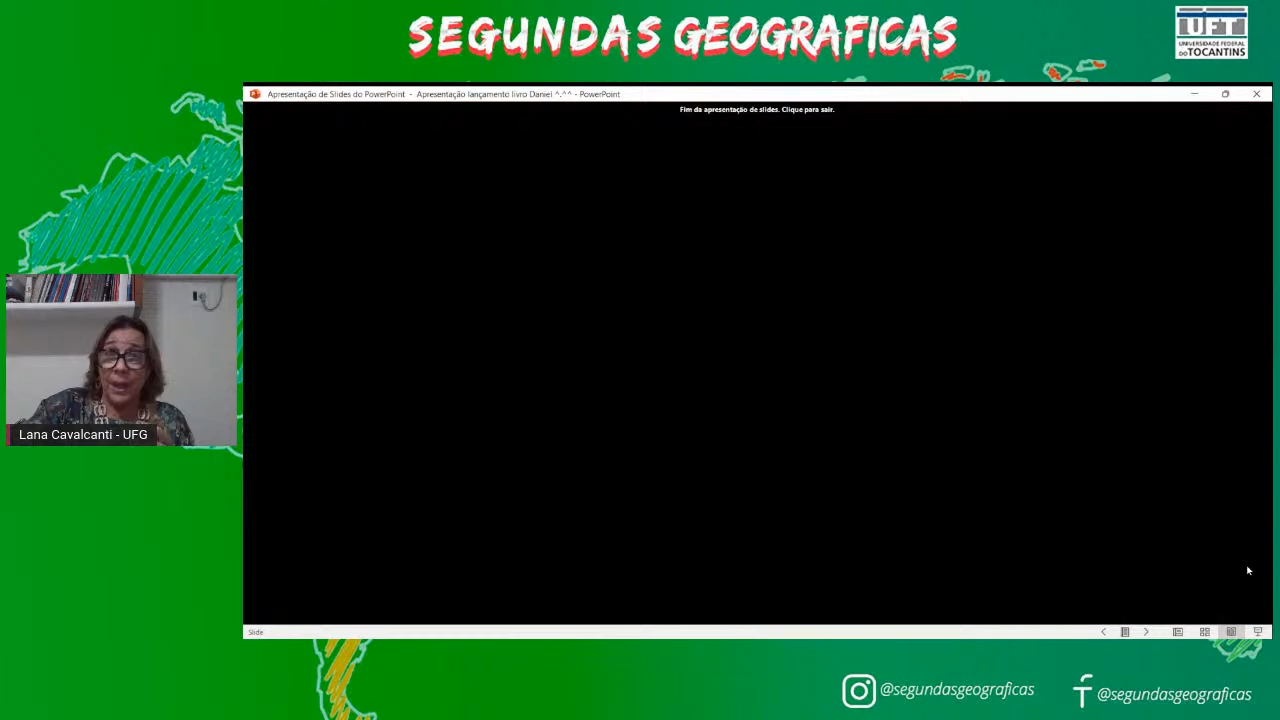 SEGUNDAS GEOGRAFICAS
UFT
UNIVERSIDADE FEDERAL
DO TOCANTINS
Apresentação de Slides do PowerPoint - Apresentação lançamento livro Daniel ^.^^ - PowerPoint
Fim da apresentação de slides. Clique para sair.
Lana Cavalcanti - UFG
Slide
@segundasgeograficas
@segundasgeograficas